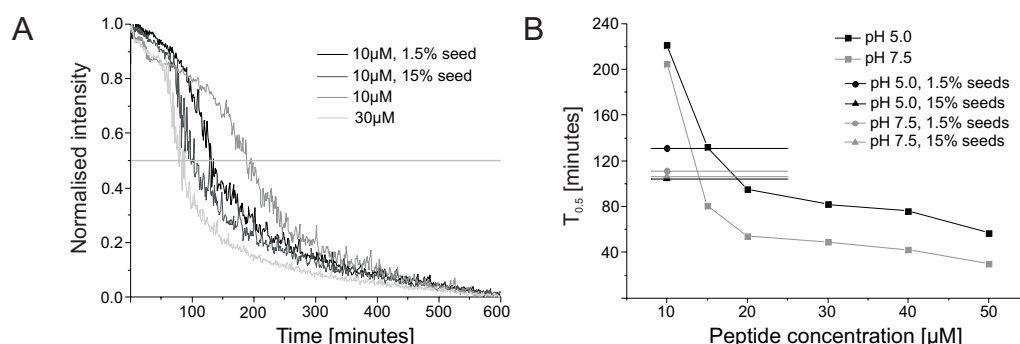 A
Normalised intensity
1.0
0.8
0.6
0.4
0.2
0.0
10µM, 1.5% seed
10µM, 15% seed
10µM
30µM
100
200
300
400
500
600
Time [minutes]
B
T0.5 [minutes]
240
200
160
120
80
40
pH 5.0
pH 7.5
pH 5.0, 1.5% seeds
pH 5.0, 15% seeds
pH 7.5, 1.5% seeds
pH 7.5, 15% seeds
10
20
30
40
50
Peptide concentration [µM]